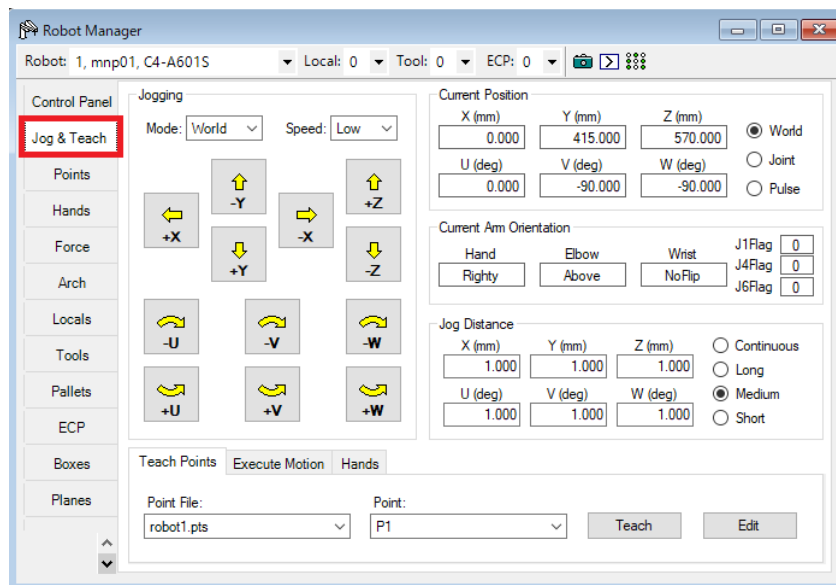 Robot Manager
Robot: 1, mnp01, C4-A601S Local: 0 Tool: 0 ECP: 0
Control Panel
Jog & Teach
Points
Hands
Force
Arch
Locals
Tools
Pallets
ECP
Boxes
Planes
Jogging
Mode: World Speed: Low
-Y +Z
+X -X
+Y -Z
-U -V -W
+U +V +W
Current Position
X (mm) Y (mm) Z (mm)
0.000 415.000 570.000
U (deg) V (deg) W (deg)
0.000 -90.000 -90.000
World
Joint
Pulse
Current Arm Orientation
Hand Elbow Wrist
Righty Above NoFlip
J1Flag 0
J4Flag 0
J6Flag 0
Jog Distance
X (mm) Y (mm) Z (mm)
1.000 1.000 1.000
U (deg) V (deg) W (deg)
1.000 1.000 1.000
Continuous
Long
Medium
Short
Teach Points Execute Motion Hands
Point File: Point:
robot1.pts P1 Teach Edit